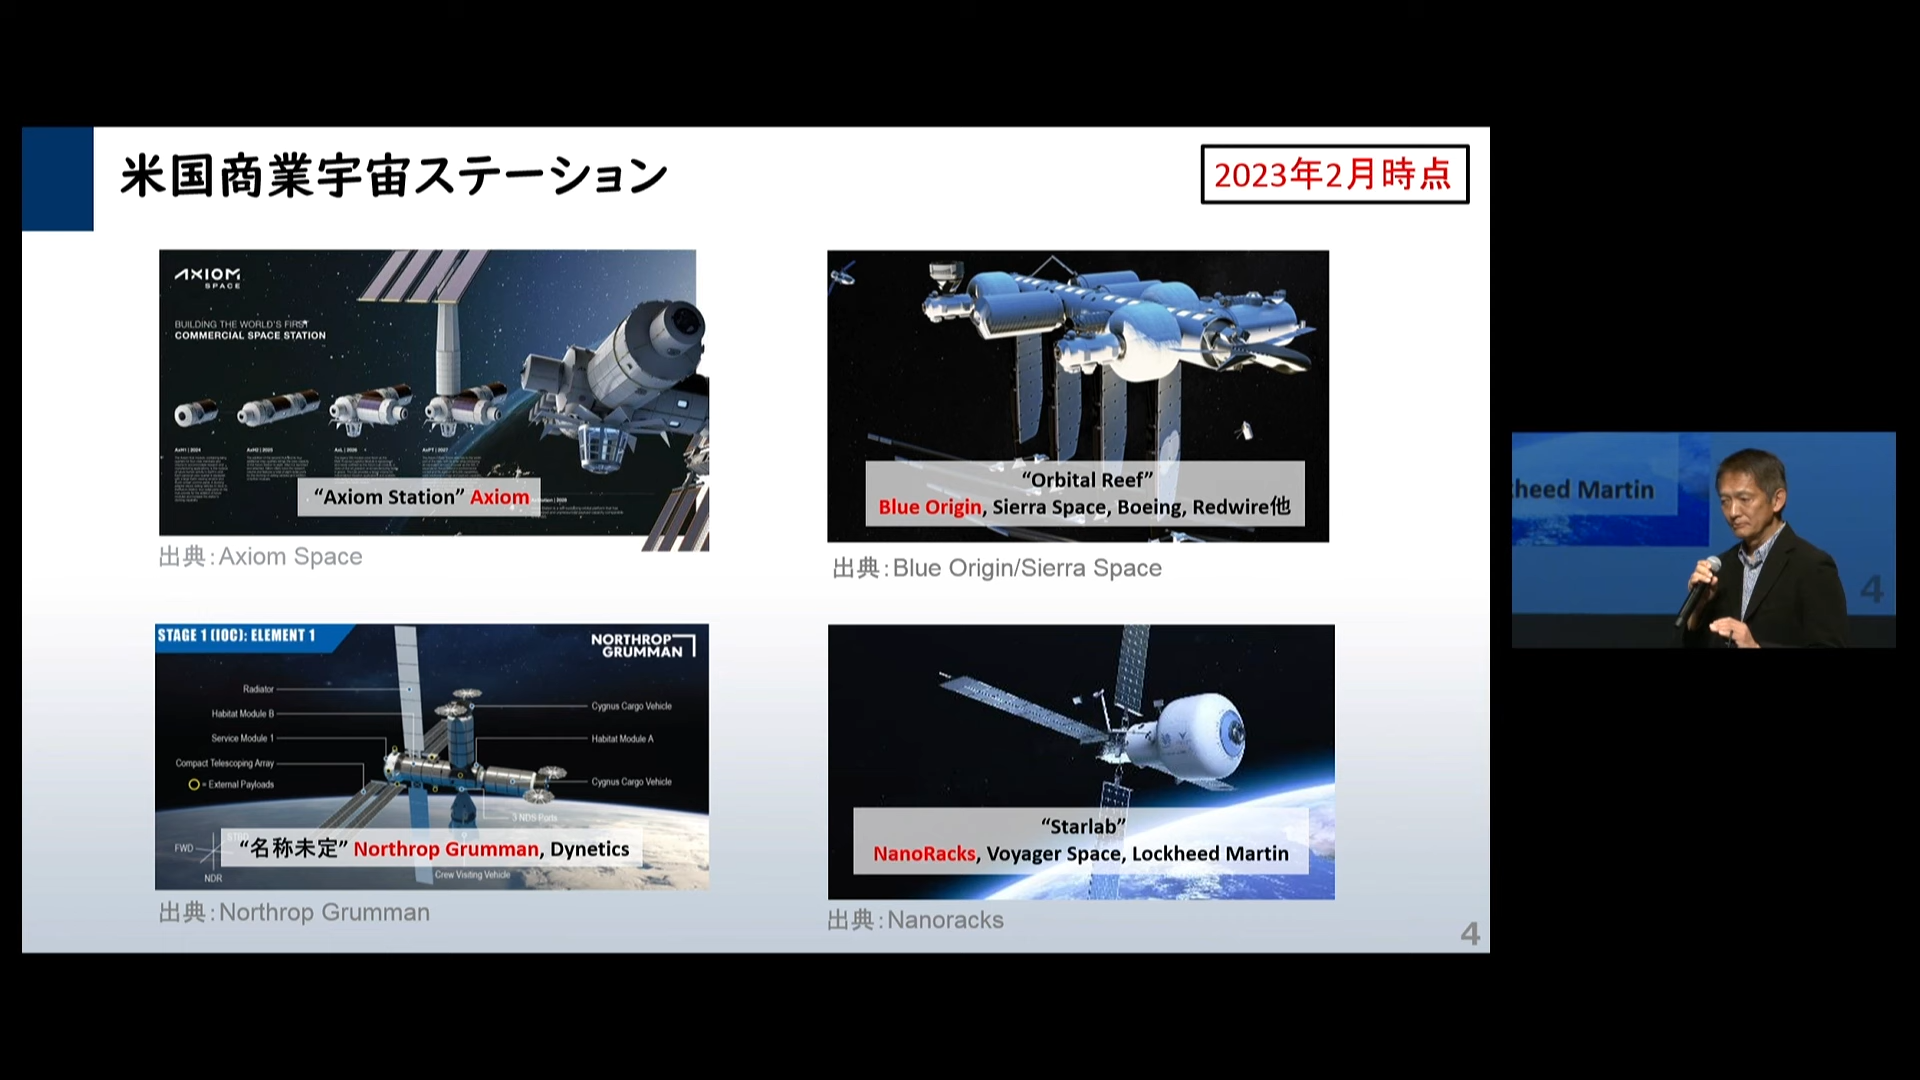 米国商業宇宙ステーション
2023年2月時点
AXIOM
SPACE
BUILDING THE WORLD'S FIRST
COMMERCIAL SPACE STATION
“Axiom Station” Axiom
出典：Axiom Space
“Orbital Reef”
Blue Origin, Sierra Space, Boeing, Redwire他
出典：Blue Origin/Sierra Space
STAGE 1 (IOC): ELEMENT 1
NORTHROP
GRUMMAN
Radiator
Habitat Module B
Service Module 1
Compact Telescoping Array
= External Payloads
Cygnus Cargo Vehicle
Habitat Module A
Cygnus Cargo Vehicle
3 NDS Ports
STBD
FWD
NDR
Crew Visiting Vehicle
“名称未定” Northrop Grumman, Dynetics
出典：Northrop Grumman
“Starlab”
NanoRacks, Voyager Space, Lockheed Martin
出典：Nanoracks
4
kheed Martin
4